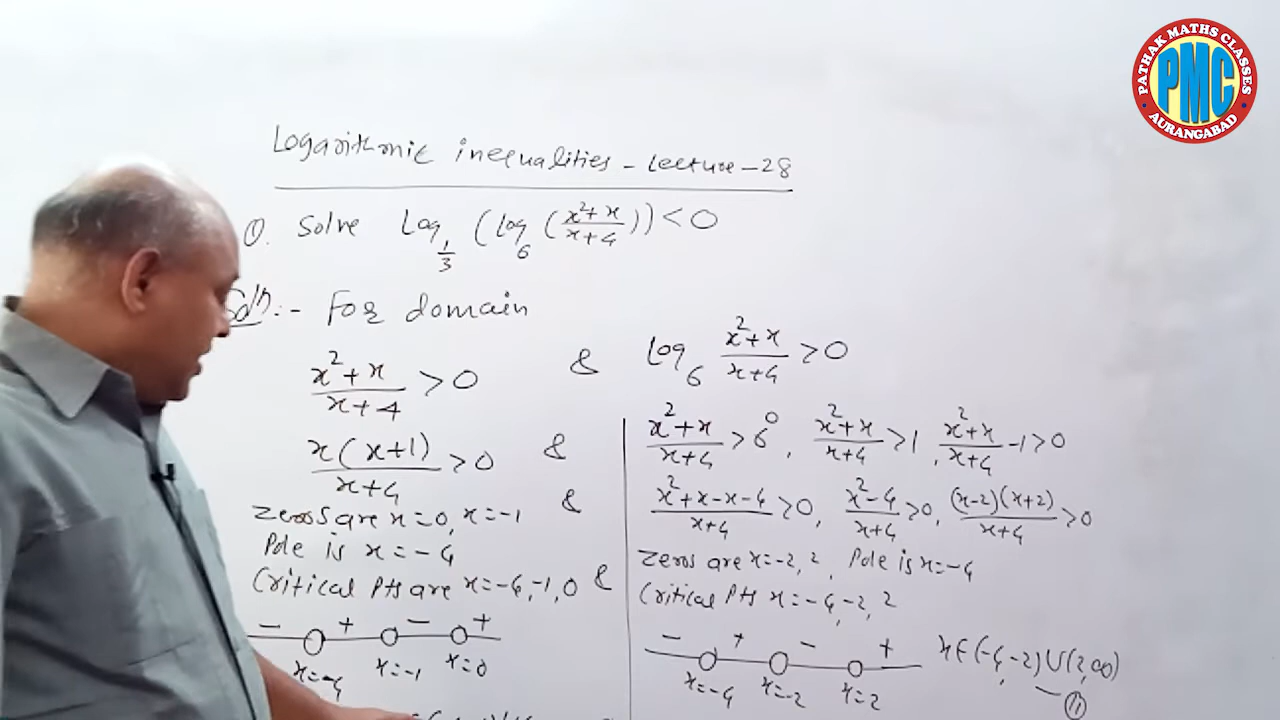 PATHAK MATHS CLASSES
PMC
AURANGABAD
Logarithmic inequalities - Lecture - 28
①. Solve Log_{1/3} (log_6 ((x²+x)/(x+4))) < 0
Soln:- For domain
(x²+x)/(x+4) > 0 & log_6 (x²+x)/(x+4) > 0
x(x+1)/(x+4) > 0 &
zeros are x=0, x=-1 &
Pole is x=-4
Critical Pts are x=-4,-1,0 &
- + - +
x=-4 x=-1 x=0
(x²+x)/(x+4) > 6⁰, (x²+x)/(x+4) > 1, (x²+x)/(x+4) -1 > 0
(x²+x-x-4)/(x+4) > 0, (x²-4)/(x+4) > 0, (x-2)(x+2)/(x+4) > 0
Zeros are x=-2, 2, Pole is x=-4
Critical Pts x=-4,-2, 2
- + - + x∈(-4,-2)∪(2,∞)
x=-4 x=-2 x=2 -⑪